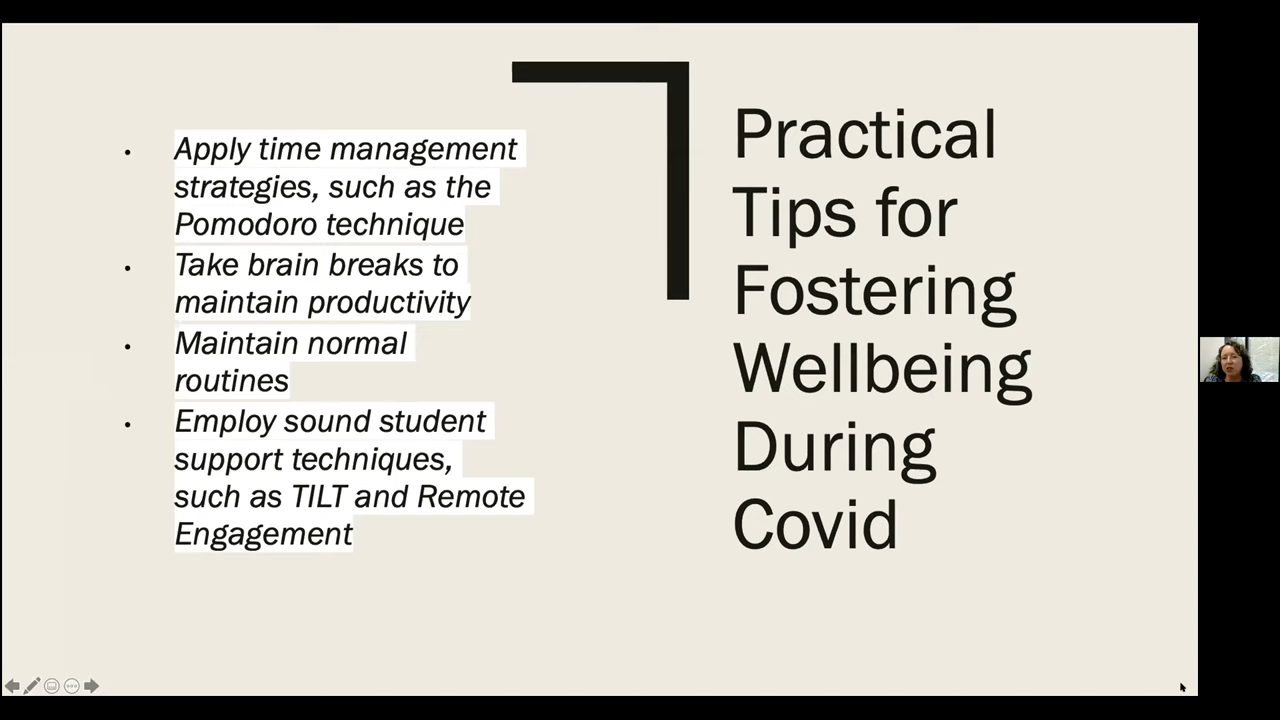 Apply time management
strategies, such as the
Pomodoro technique
Take brain breaks to
maintain productivity
Maintain normal
routines
Employ sound student
support techniques,
such as TILT and Remote
Engagement
Practical
Tips for
Fostering
Wellbeing
During
Covid